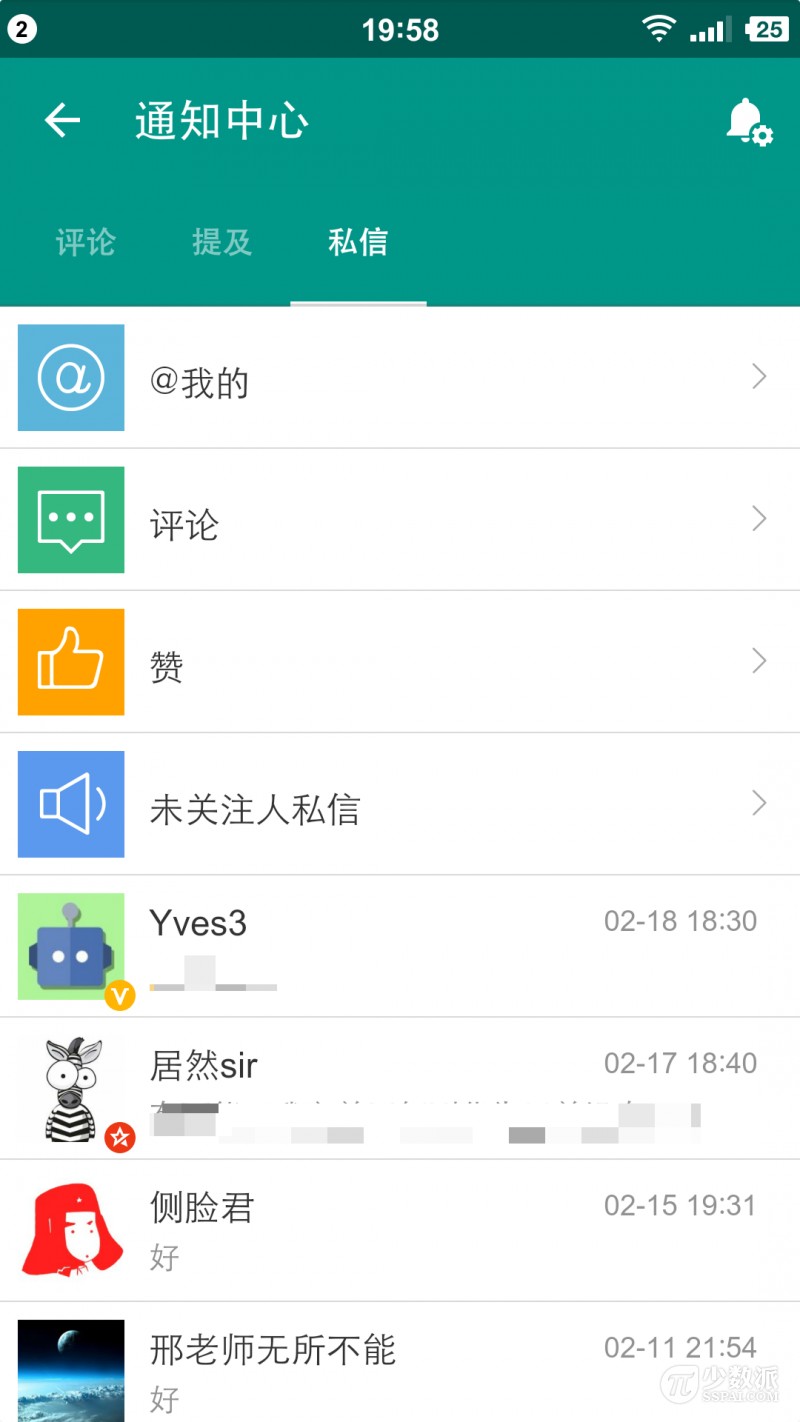 2 19:58 25
通知中心
评论 提及 私信
@我的
评论
赞
未关注人私信
Yves3 02-18 18:30
居然sir 02-17 18:40
侧脸君 02-15 19:31
好
邢老师无所不能 02-11 21:54
好
少数派
SSPAI.COM